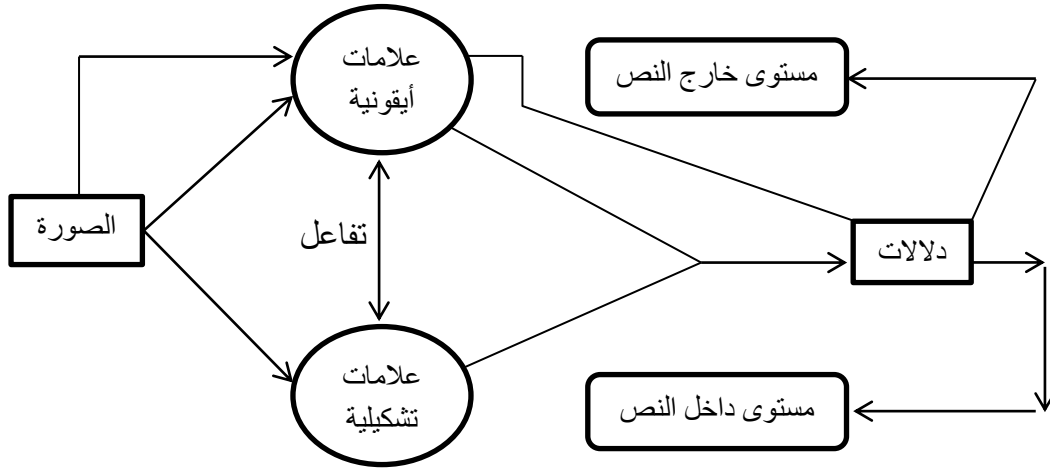 علامات
أيقونية
مستوى خارج النص
الصورة
تفاعل
دلالات
علامات
تشكيلية
مستوى داخل النص